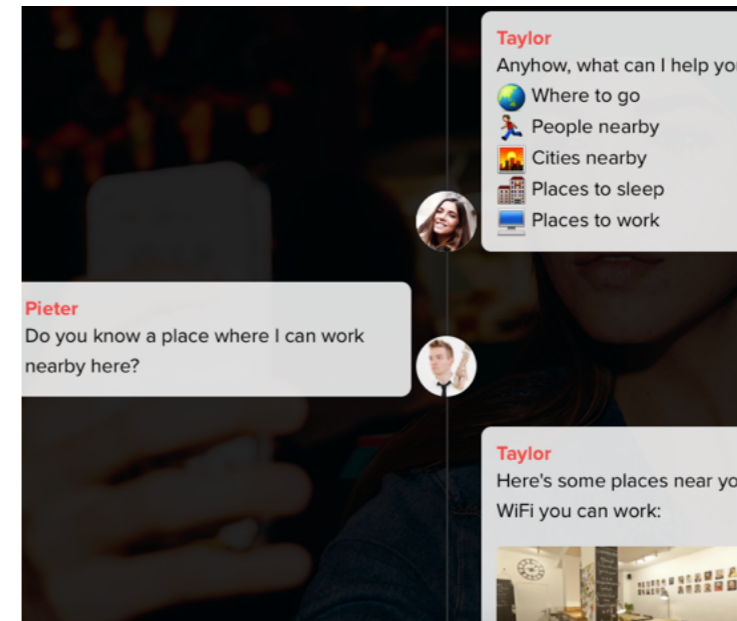 Taylor
Anyhow, what can I help yo
Where to go
People nearby
Cities nearby
Places to sleep
Places to work
Pieter
Do you know a place where I can work
nearby here?
Taylor
Here's some places near yo
WiFi you can work: